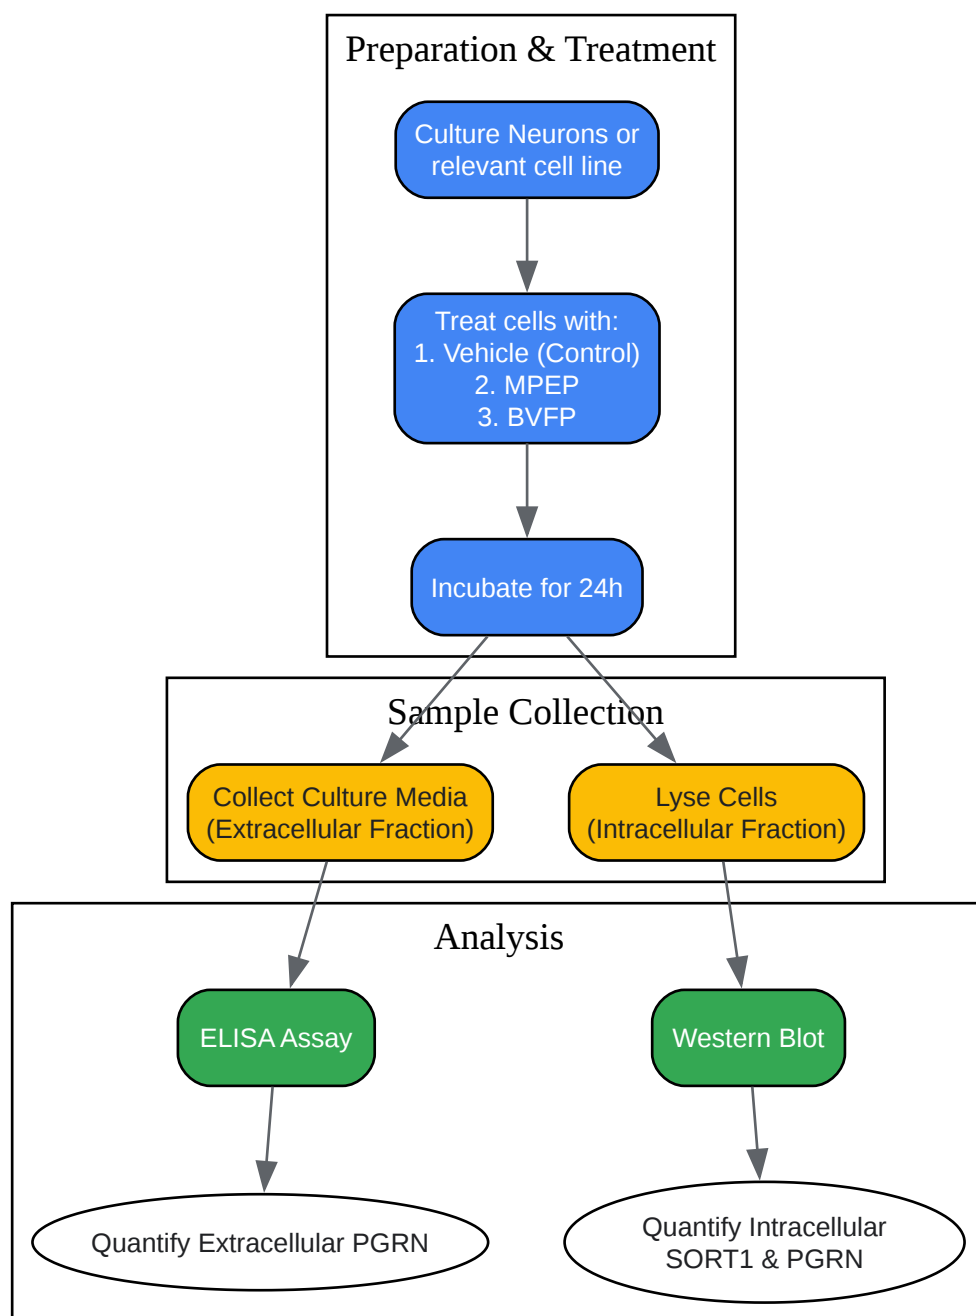 Preparation & Treatment
Culture Neurons or
relevant cell line
Treat cells with:
1. Vehicle (Control)
2. MPEP
3. BVFP
Incubate for 24h
Sample Collection
Collect Culture Media
(Extracellular Fraction)
Lyse Cells
(Intracellular Fraction)
Analysis
ELISA Assay
Western Blot
Quantify Extracellular PGRN
Quantify Intracellular
SORT1 & PGRN